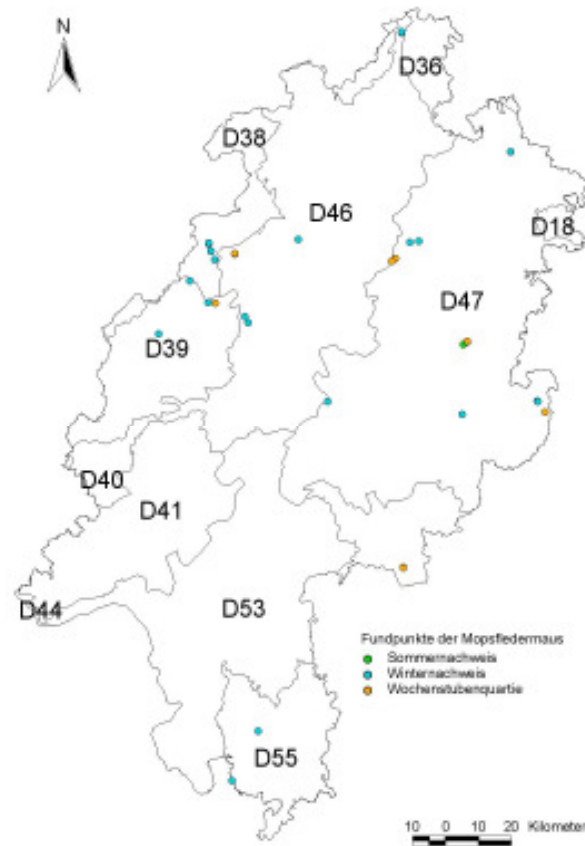 N
D36
D38
D18
D46
D47
D39
D40
D41
D44
D53
Fundpunkte der Mopsfledermaus
Sommernachweis
Winternachweis
Wochenstubenquartie
D55
10 0 10 20 Kilometer